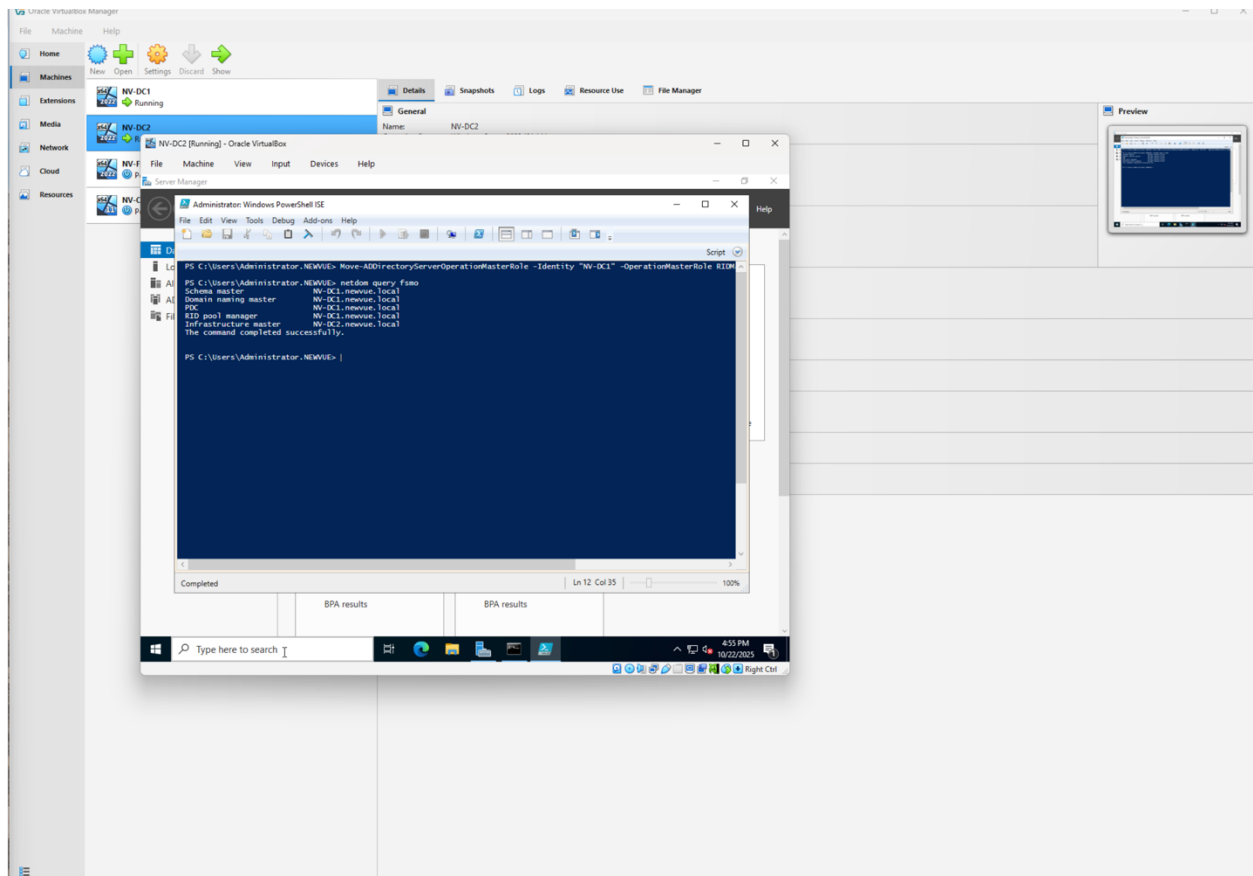 Oracle VirtualBox Manager
File Machine Help
Home
Machines
Extensions
Media
Network
Cloud
Resources
New Open Settings Discard Show
NV-DC1
Running
NV-DC2
Details Snapshots Logs Resource Use File Manager
General
Name: NV-DC2
Preview
NV-DC2 [Running] - Oracle VirtualBox
File Machine View Input Devices Help
Server Manager
Help
Administrator: Windows PowerShell ISE
File Edit View Tools Debug Add-ons Help
Script
PS C:\Users\Administrator.NEWVUE> Move-ADDirectoryServerOperationMasterRole -Identity "NV-DC1" -OperationMasterRole RIDM
PS C:\Users\Administrator.NEWVUE> netdom query fsmo
Schema master NV-DC1.newvue.local
Domain naming master NV-DC1.newvue.local
PDC NV-DC1.newvue.local
RID pool manager NV-DC1.newvue.local
Infrastructure master NV-DC2.newvue.local
The command completed successfully.
PS C:\Users\Administrator.NEWVUE>
Completed
Ln 12 Col 35
100%
BPA results
BPA results
Type here to search
4:55 PM
10/22/2025
Right Ctrl